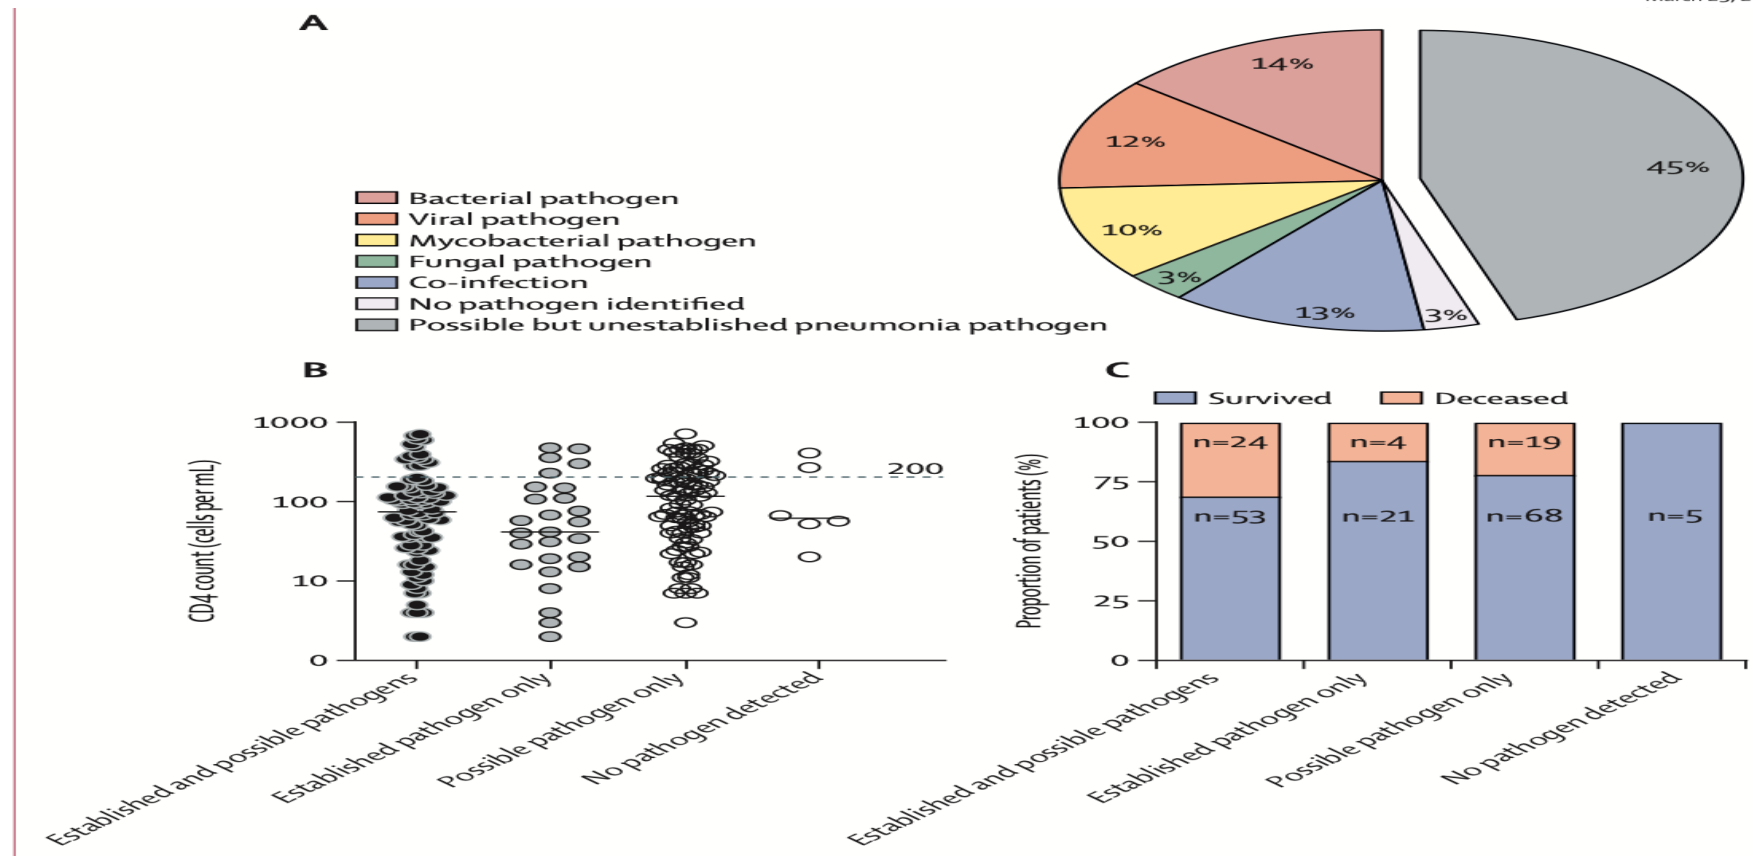 A
14%
12%
45%
10%
3%
13%
3%
Bacterial pathogen
Viral pathogen
Mycobacterial pathogen
Fungal pathogen
Co-infection
No pathogen identified
Possible but unestablished pneumonia pathogen
B
CD4 count (cells per mL)
1000
100
10
0
200
Established and possible pathogens
Established pathogen only
Possible pathogen only
No pathogen detected
C
Survived
Deceased
Proportion of patients (%)
100
75
50
25
0
n=24
n=4
n=19
n=53
n=21
n=68
n=5
Established and possible pathogens
Established pathogen only
Possible pathogen only
No pathogen detected